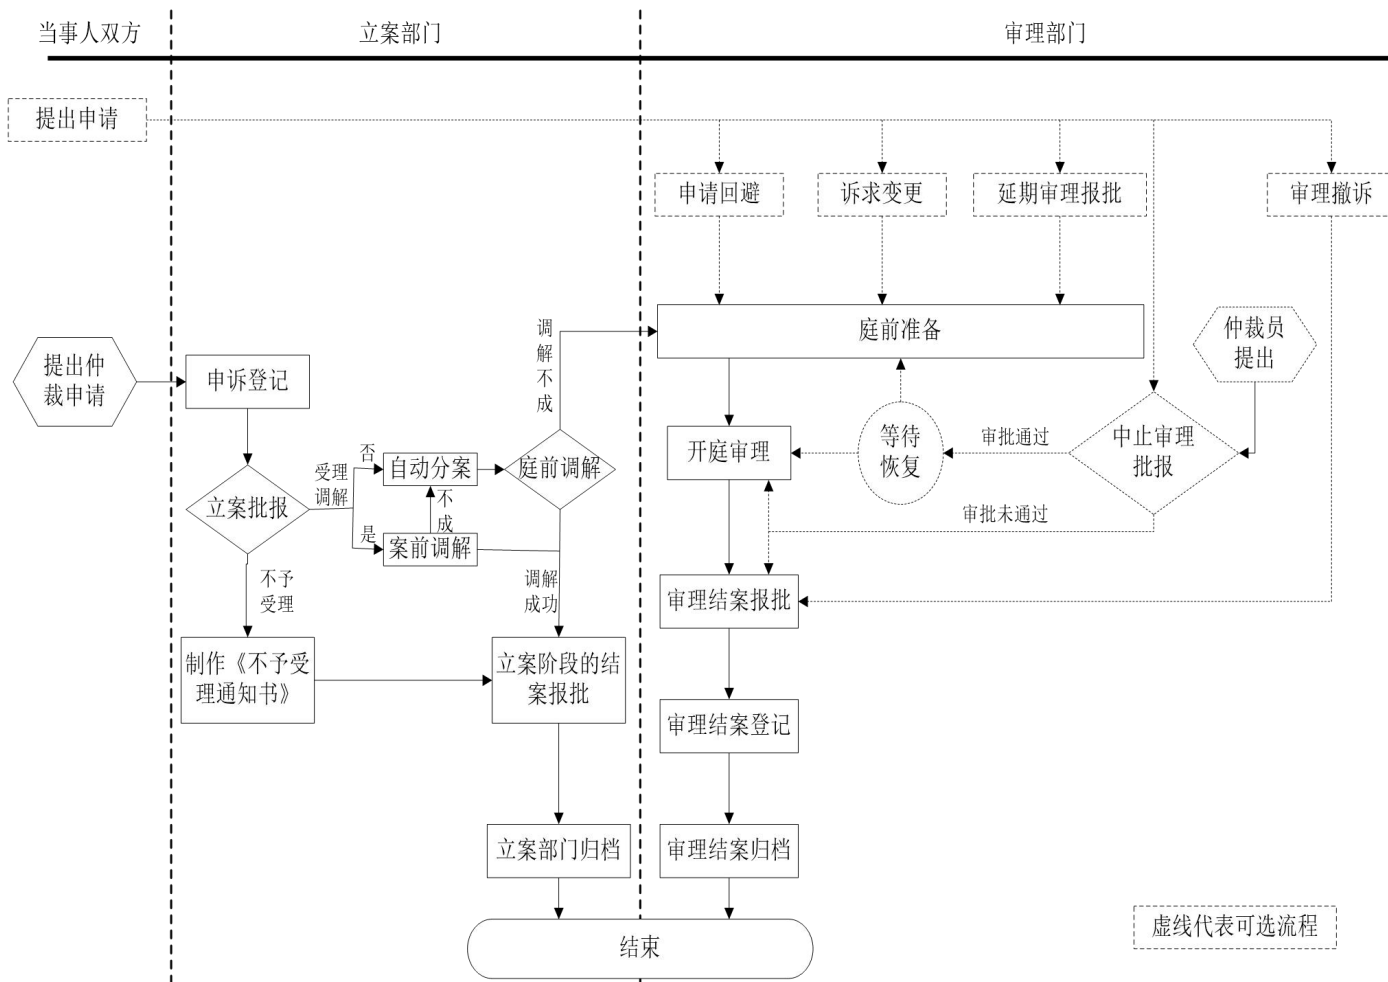 当事人双方
立案部门
审理部门
提出申请
申请回避
诉求变更
延期审理报批
审理撤诉
庭前准备
仲裁员
提出
提出仲
裁申请
申诉登记
调
解
不
成
开庭审理
等待
恢复
审批通过
中止审理
批报
审批未通过
立案批报
受理
调解
否
是
自动分案
不
成
案前调解
庭前调解
不予
受理
调解
成功
制作《不予受
理通知书》
立案阶段的结
案报批
审理结案报批
审理结案登记
立案部门归档
审理结案归档
结束
虚线代表可选流程